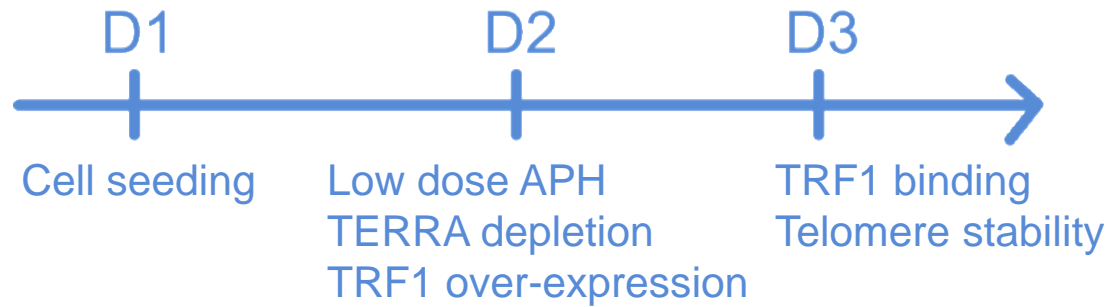 D1 D2 D3
Cell seeding Low dose APH TRF1 binding
TERRA depletion Telomere stability
TRF1 over-expression